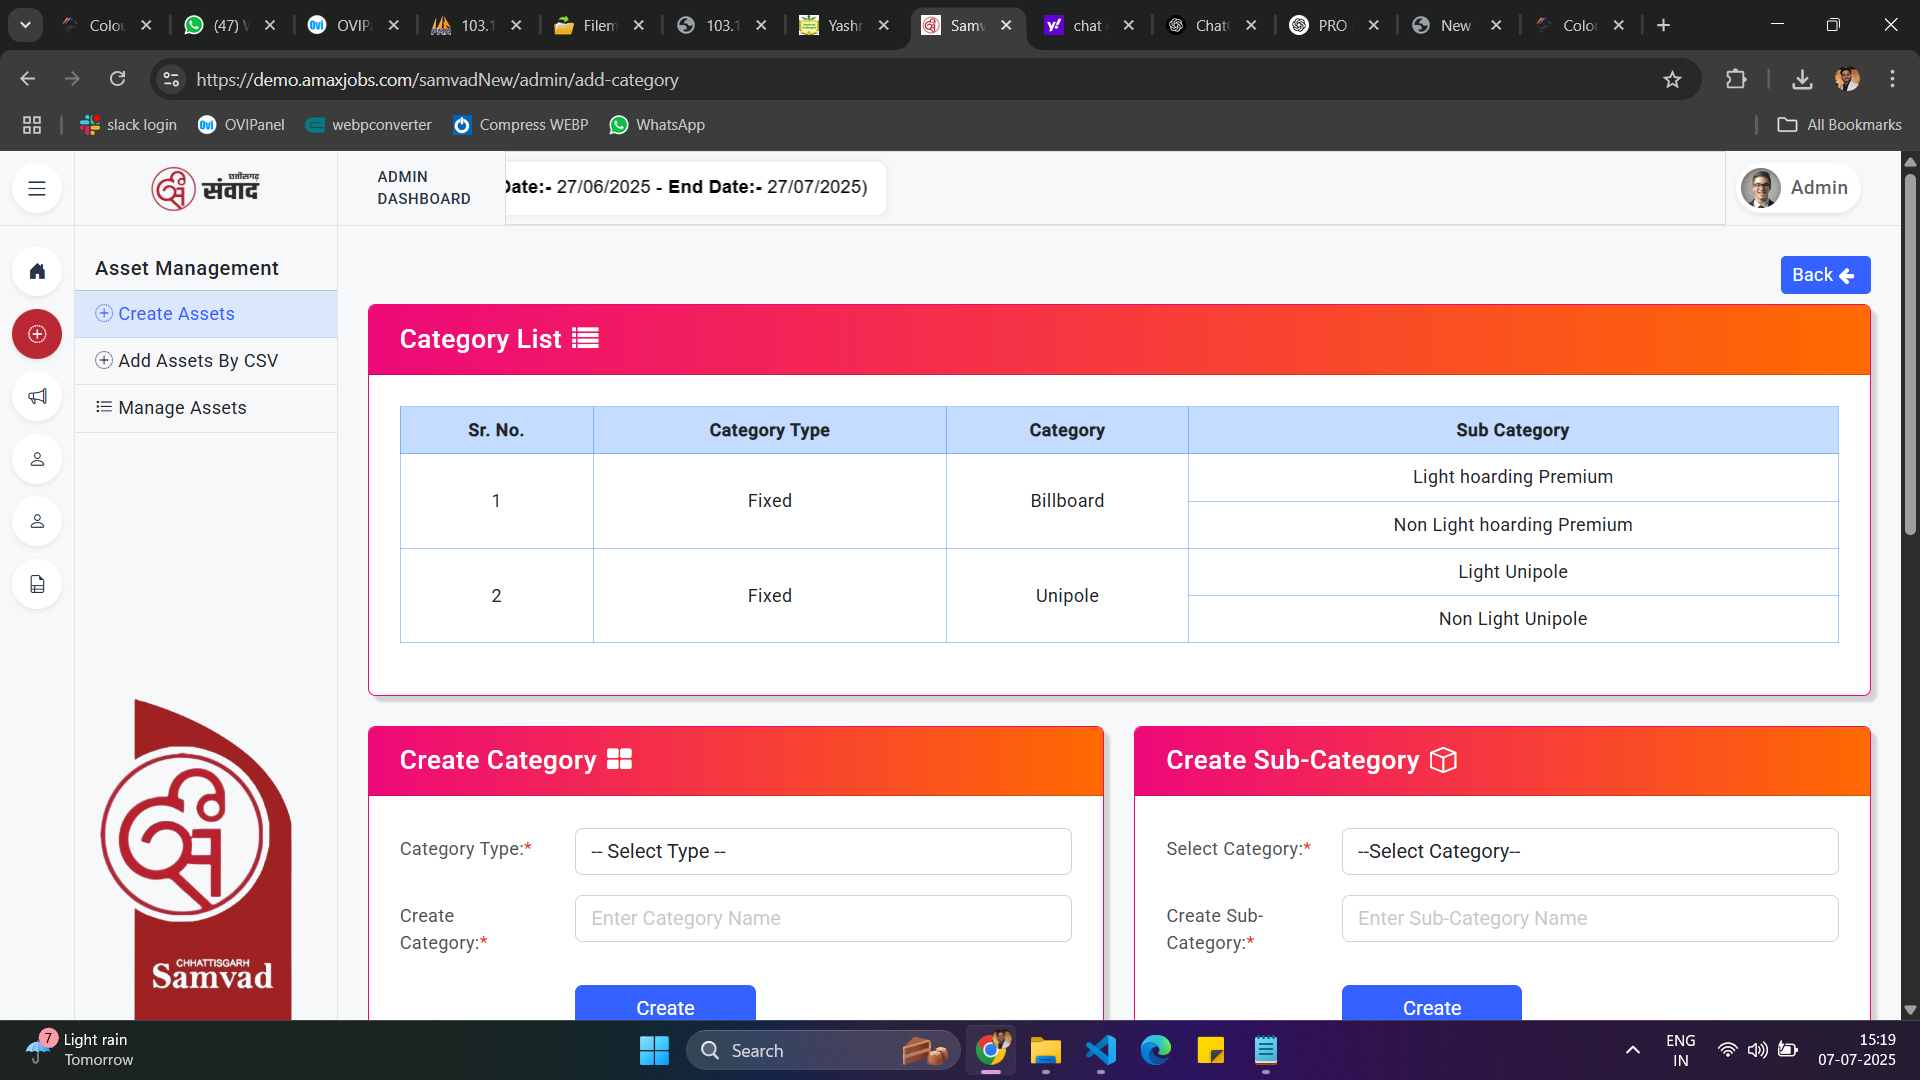 Colou
(47) W
OVIPa
103.1
Filem
103.1
Yashr
Samv
chat
Chat
PRO
New
Colou
https://demo.amaxjobs.com/samvadNew/admin/add-category
slack login
OVIPanel
webpconverter
Compress WEBP
WhatsApp
All Bookmarks
छत्तीसगढ़
संवाद
ADMIN
DASHBOARD
Date:- 27/06/2025 - End Date:- 27/07/2025)
Admin
Asset Management
Create Assets
Add Assets By CSV
Manage Assets
CHHATTISGARH
Samvad
Back
Category List
Sr. No. Category Type Category Sub Category
1 Fixed Billboard Light hoarding Premium
Non Light hoarding Premium
2 Fixed Unipole Light Unipole
Non Light Unipole
Create Category
Category Type:* -- Select Type --
Create
Category:* Enter Category Name
Create
Create Sub-Category
Select Category:* --Select Category--
Create Sub-
Category:* Enter Sub-Category Name
Create
7
Light rain
Tomorrow
Search
ENG
IN
15:19
07-07-2025